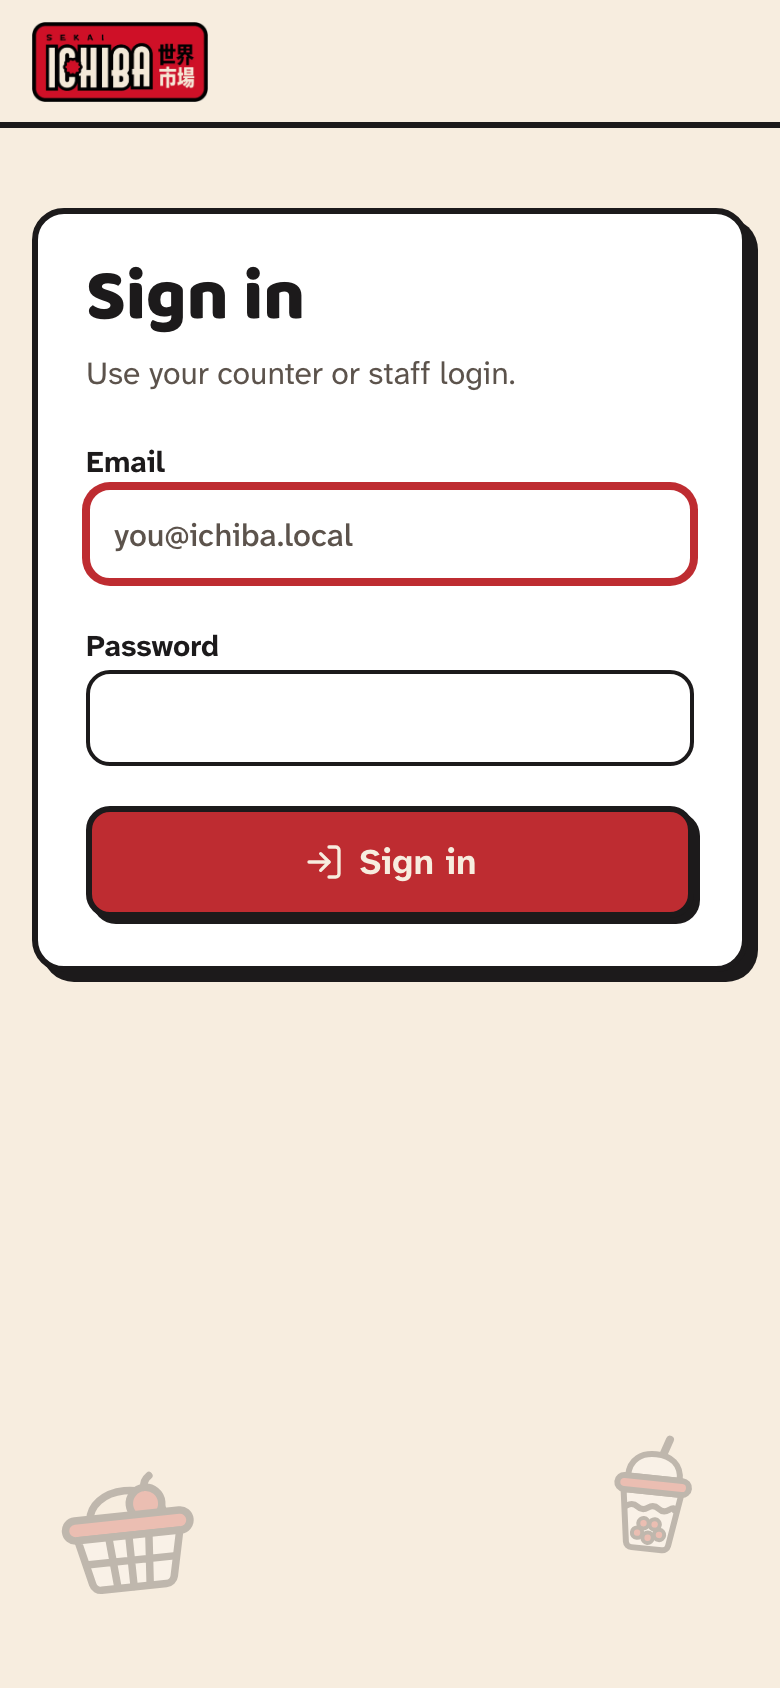 SEKAI
ICHIBA 世界
市場
Sign in
Use your counter or staff login.
Email
you@ichiba.local
Password
Sign in